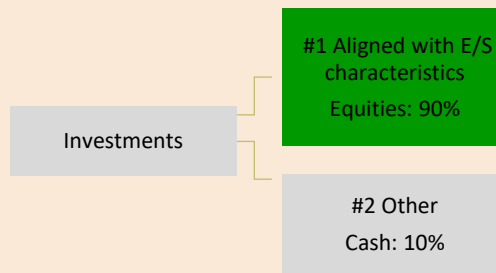 #1 Aligned with E/S
characteristics
Equities: 90%
Investments
#2 Other
Cash: 10%